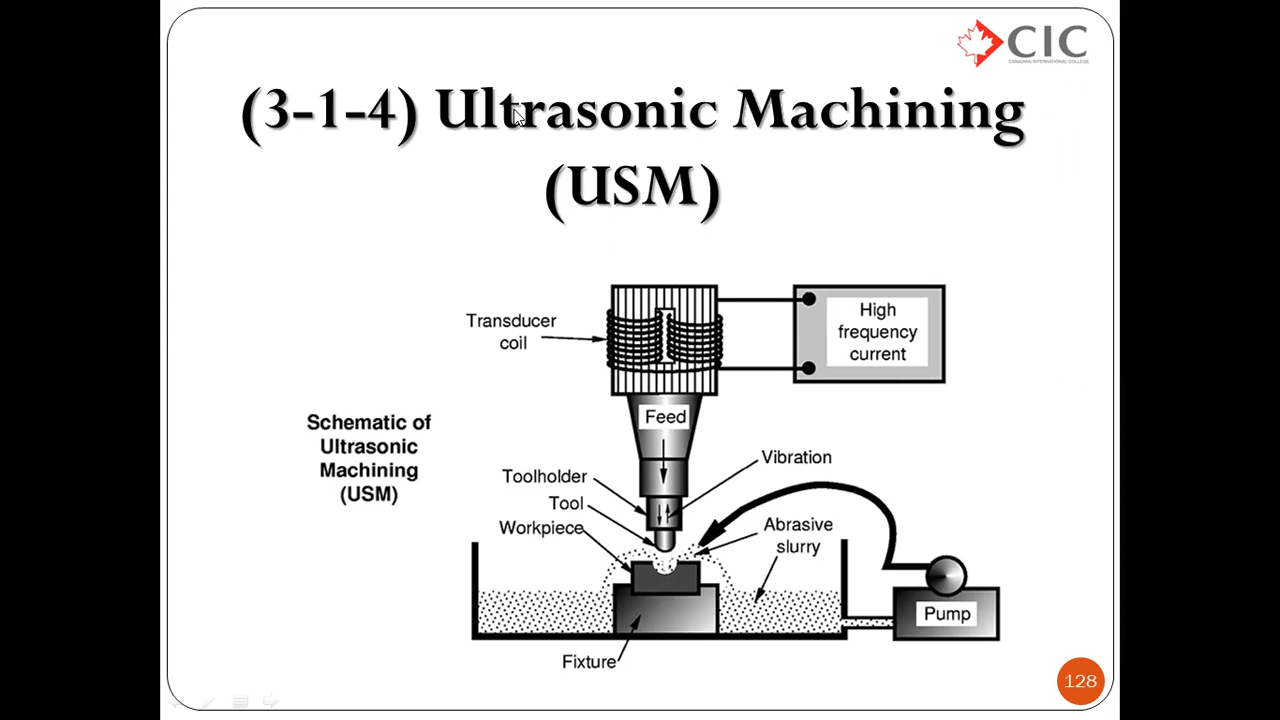 CIC
CANADIAN INTERNATIONAL COLLEGE
(3-1-4) Ultrasonic Machining
(USM)
Transducer
coil
High
frequency
current
Feed
Schematic of
Ultrasonic
Machining
(USM)
Vibration
Toolholder
Tool
Workpiece
Abrasive
slurry
Pump
Fixture
128